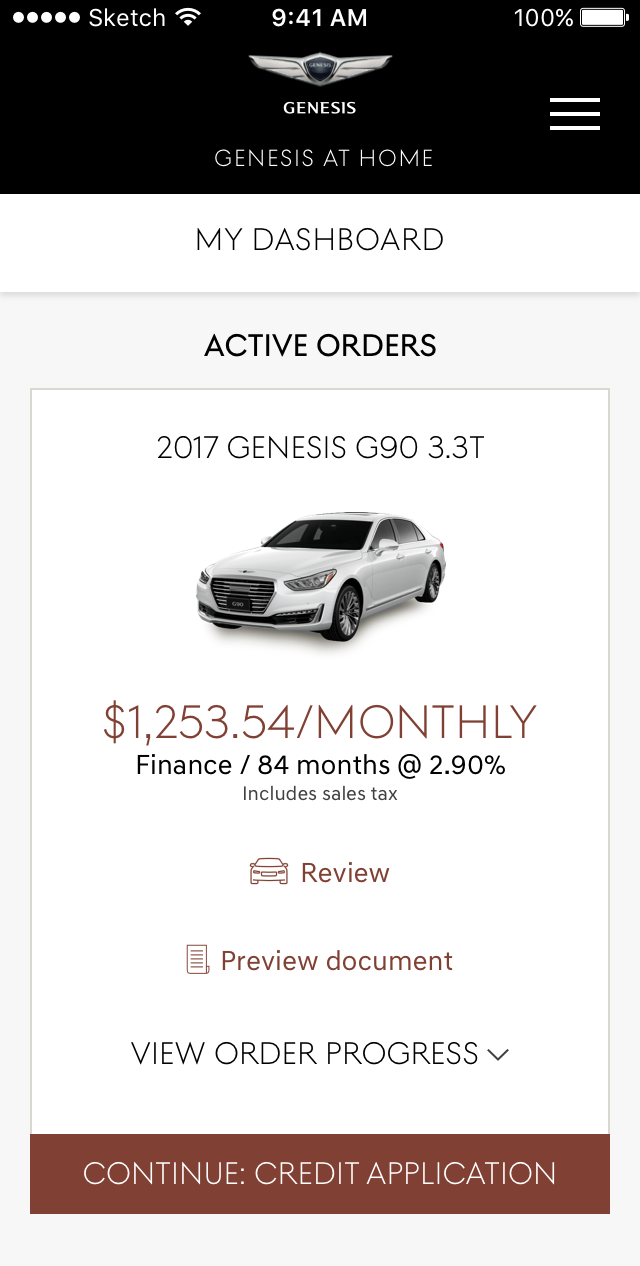 Sketch 9:41 AM 100%
GENESIS
GENESIS
GENESIS AT HOME
MY DASHBOARD
ACTIVE ORDERS
2017 GENESIS G90 3.3T
G90
$1,253.54/MONTHLY
Finance / 84 months @ 2.90%
Includes sales tax
Review
Preview document
VIEW ORDER PROGRESS
CONTINUE: CREDIT APPLICATION